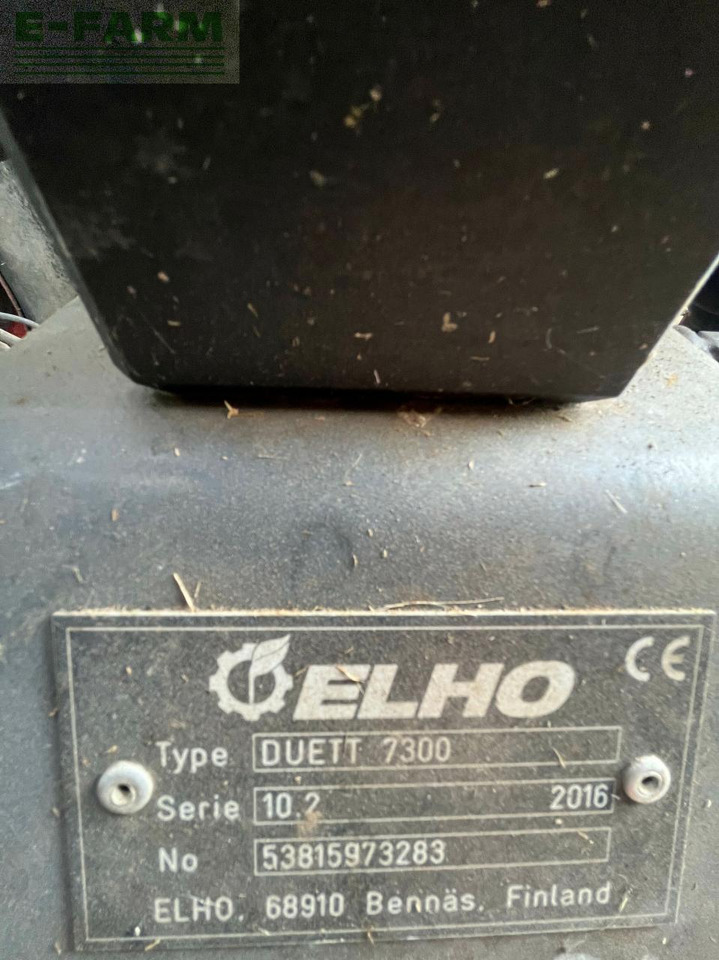 E-FARM
ELHO
CE
Type DUETT 7300
Serie 10.2 2016
No 53815973283
ELHO. 68910 Bennäs. Finland